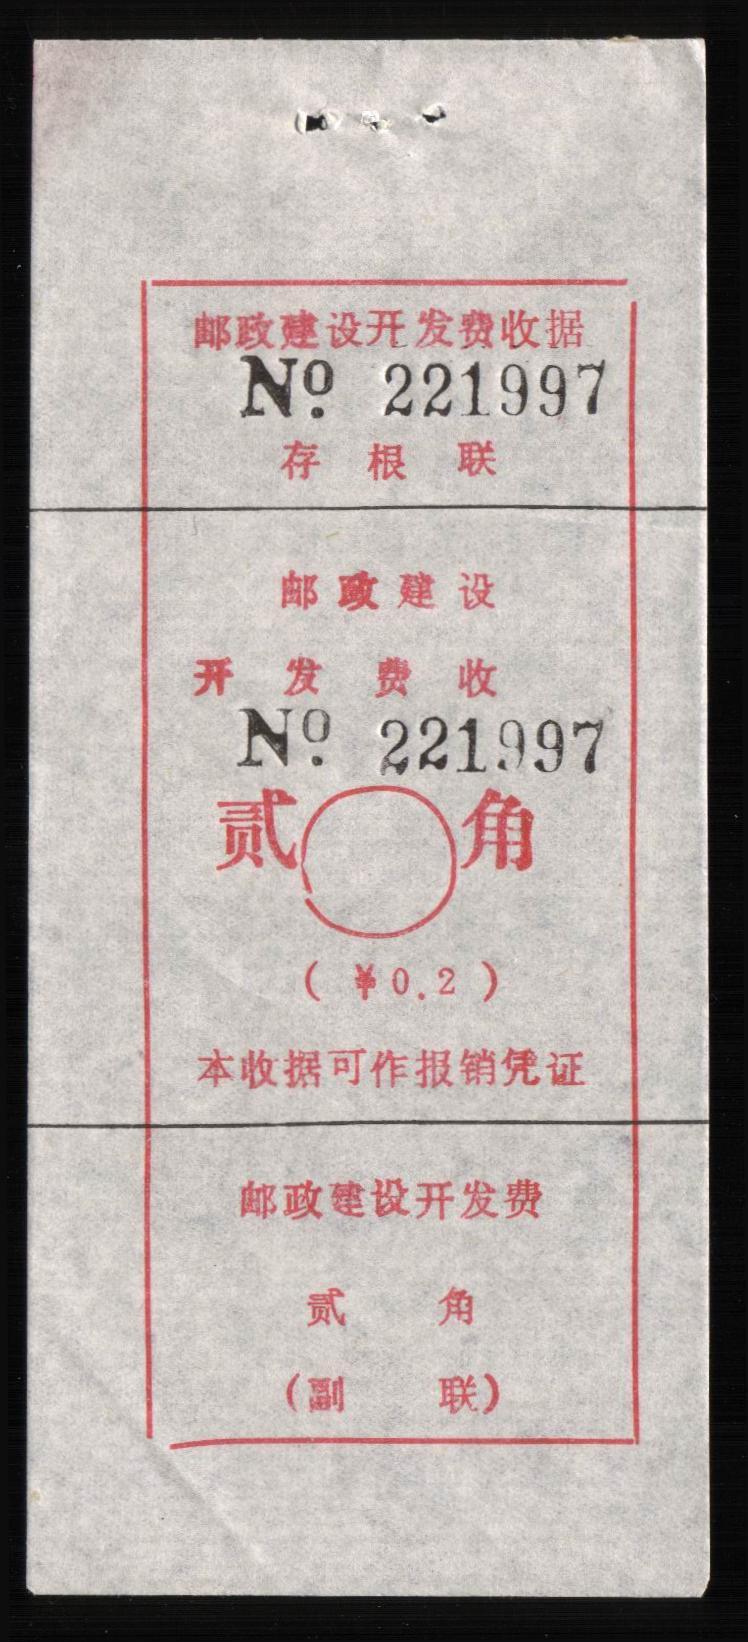 邮政建设开发费收据
№ 221997
存根联
邮政建设
开发费收
№ 221997
贰 角
(¥0.2)
本收据可作报销凭证
邮政建设开发费
贰 角
(副 联)